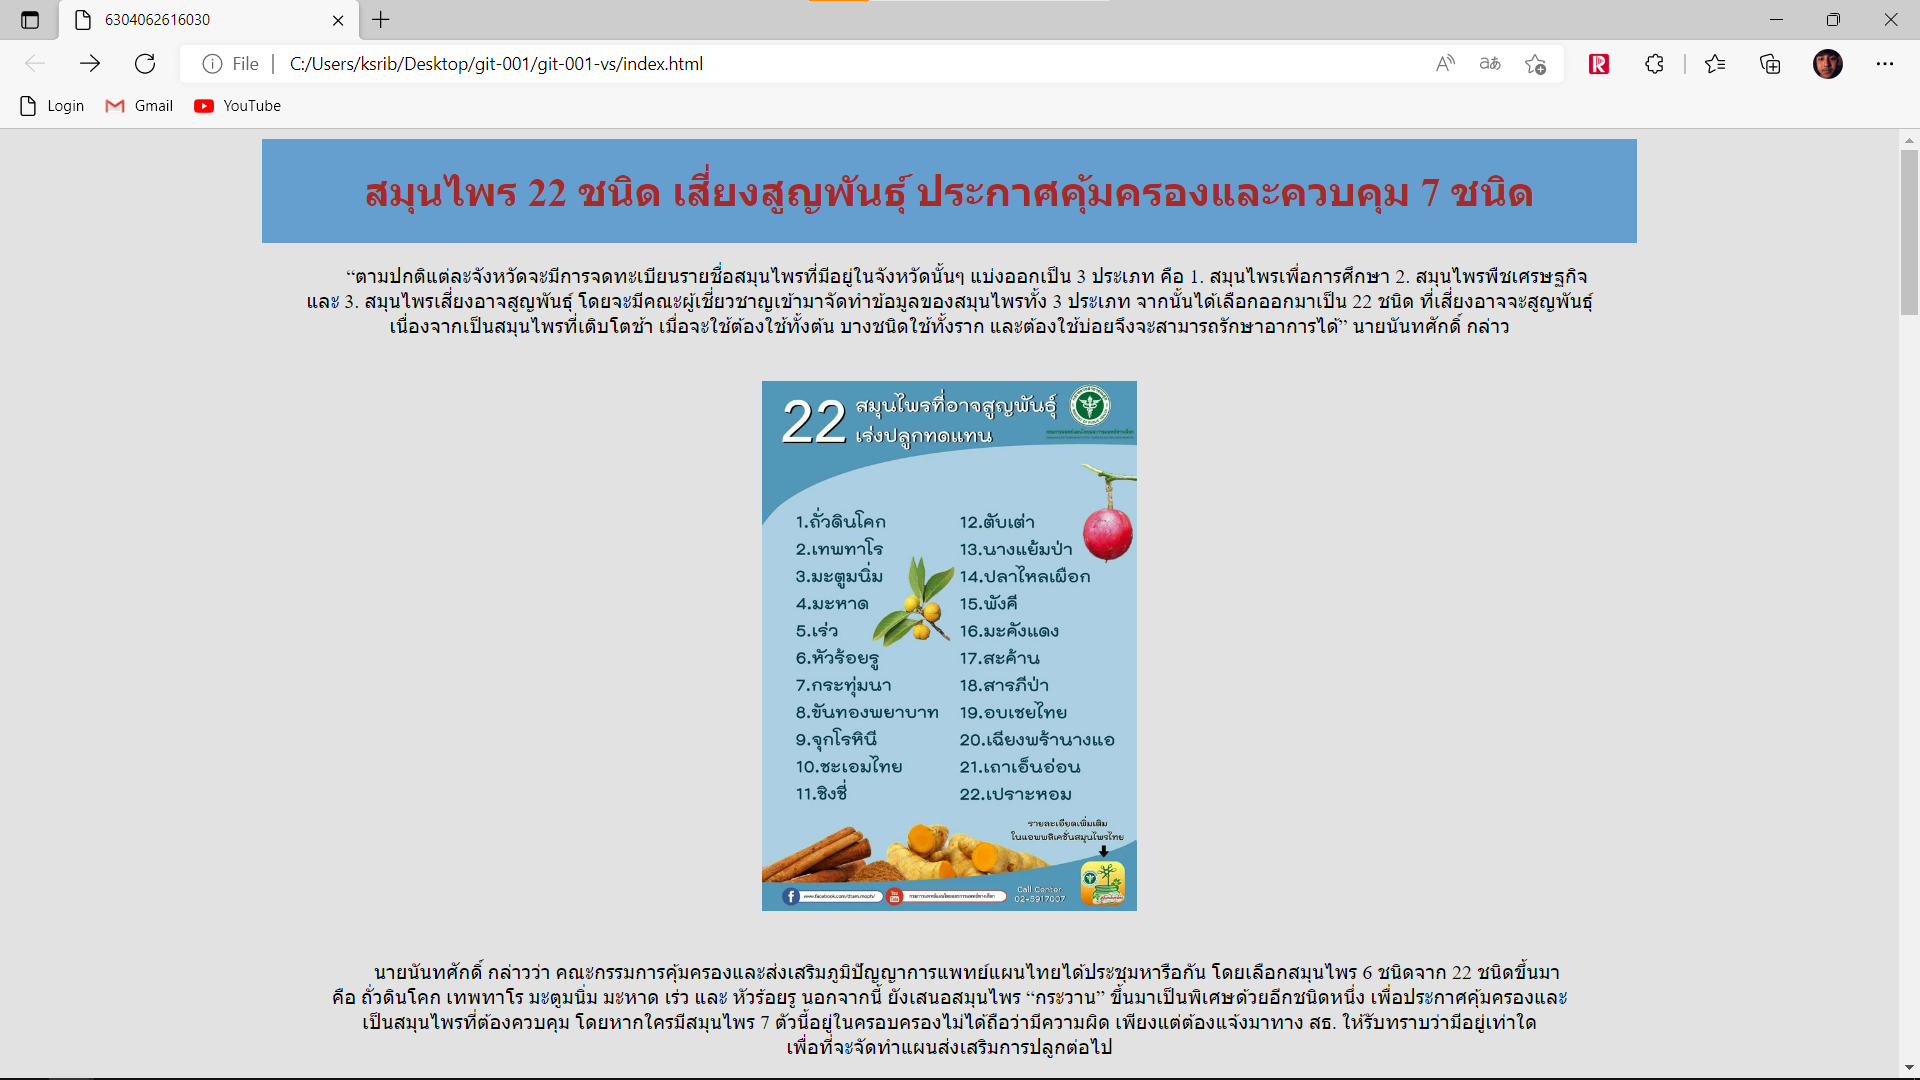 6304062616030
File
C:/Users/ksrib/Desktop/git-001/git-001-vs/index.html
Login
Gmail
YouTube
สมุนไพร 22 ชนิด เสี่ยงสูญพันธุ์ ประกาศคุ้มครองและควบคุม 7 ชนิด
“ตามปกติแต่ละจังหวัดจะมีการจดทะเบียนรายชื่อสมุนไพรที่มีอยู่ในจังหวัดนั้นๆ แบ่งออกเป็น 3 ประเภท คือ 1. สมุนไพรเพื่อการศึกษา 2. สมุนไพรพืชเศรษฐกิจ
และ 3. สมุนไพรเสี่ยงอาจสูญพันธุ์ โดยจะมีคณะผู้เชี่ยวชาญเข้ามาจัดทำข้อมูลของสมุนไพรทั้ง 3 ประเภท จากนั้นได้เลือกออกมาเป็น 22 ชนิด ที่เสี่ยงอาจจะสูญพันธุ์
เนื่องจากเป็นสมุนไพรที่เติบโตช้า เมื่อจะใช้ต้องใช้ทั้งต้น บางชนิดใช้ทั้งราก และต้องใช้บ่อยจึงจะสามารถรักษาอาการได้” นายนันทศักดิ์ กล่าว
22 สมุนไพรที่อาจสูญพันธุ์
เร่งปลูกทดแทน
1.ถั่วดินโคก
2.เทพทาโร
3.มะตูมนิ่ม
4.มะหาด
5.เร่ว
6.หัวร้อยรู
7.กระทุ่มนา
8.ขันทองพยาบาท
9.จุกโรหินี
10.ชะเอมไทย
11.ชิงชี่
12.ตับเต่า
13.นางแย้มป่า
14.ปลาไหลเผือก
15.พังคี
16.มะคังแดง
17.สะค้าน
18.สารภีป่า
19.อบเชยไทย
20.เฉียงพร้านางแอ
21.เถาเอ็นอ่อน
22.เปราะหอม
รายละเอียดเพิ่มเติม
ในแอพพลิเคชั่นสมุนไพรไทย
www.facebook.com/dtam.moph/
กรมการแพทย์แผนไทยและการแพทย์ทางเลือก
Call Center
02-5917007
นายนันทศักดิ์ กล่าวว่า คณะกรรมการคุ้มครองและส่งเสริมภูมิปัญญาการแพทย์แผนไทยได้ประชุมหารือกัน โดยเลือกสมุนไพร 6 ชนิดจาก 22 ชนิดขึ้นมา
คือ ถั่วดินโคก เทพทาโร มะตูมนิ่ม มะหาด เร่ว และ หัวร้อยรู นอกจากนี้ ยังเสนอสมุนไพร “กระวาน” ขึ้นมาเป็นพิเศษด้วยอีกชนิดหนึ่ง เพื่อประกาศคุ้มครองและ
เป็นสมุนไพรที่ต้องควบคุม โดยหากใครมีสมุนไพร 7 ตัวนี้อยู่ในครอบครองไม่ได้ถือว่ามีความผิด เพียงแต่ต้องแจ้งมาทาง สธ. ให้รับทราบว่ามีอยู่เท่าใด
เพื่อที่จะจัดทำแผนส่งเสริมการปลูกต่อไป